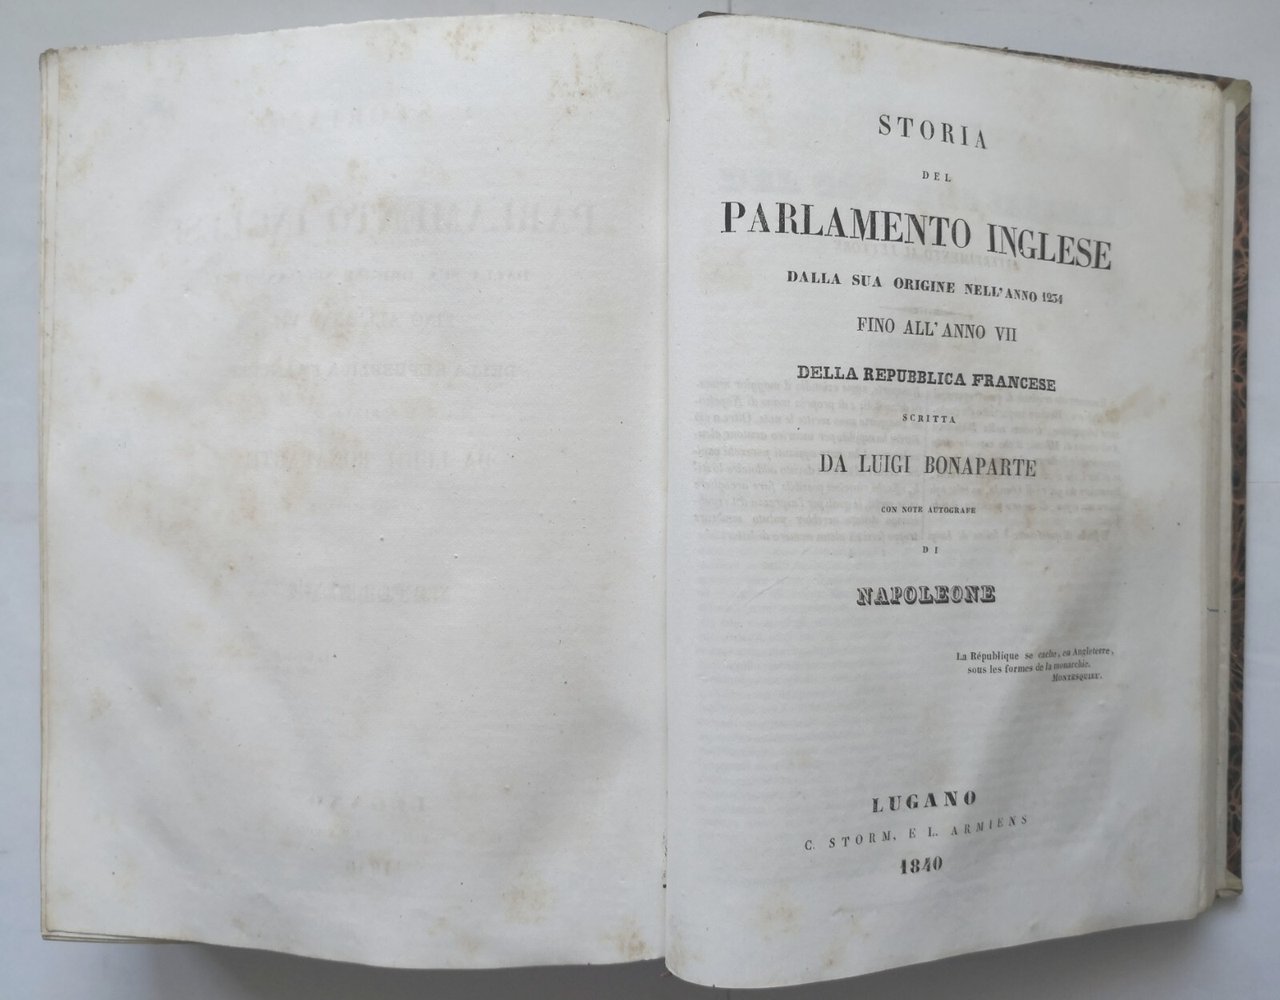 STORIA
DEL
PARLAMENTO INGLESE
DALLA SUA ORIGINE NELL'ANNO 1234
FINO ALL'ANNO VII
DELLA REPUBBLICA FRANCESE
SCRITTA
DA LUIGI BONAPARTE
CON NOTE AUTOGRAFE
DI
NAPOLEONE
La République se cache, en Angleterre,
sous les formes de la monarchie.
MONTESQUIEU.
LUGANO
C. STORM, E L. ARMIENS
1840